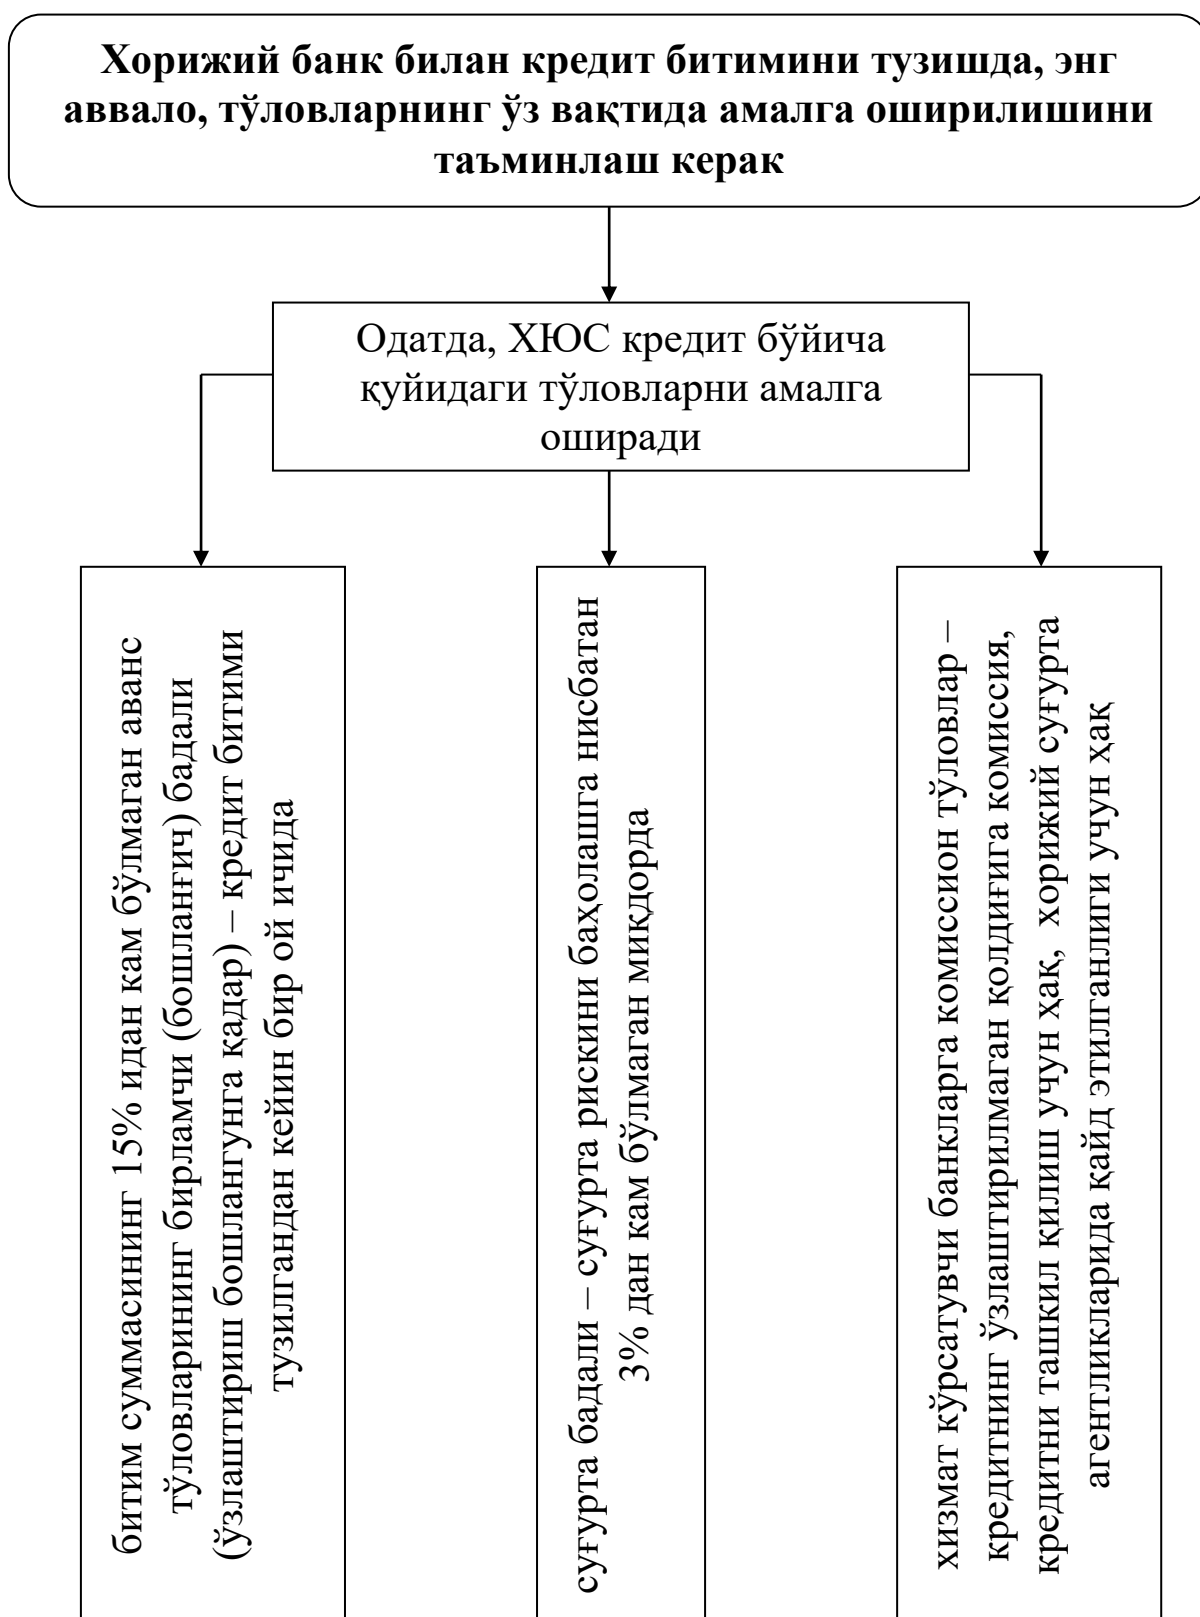 Хорижий банк билан кредит битимини тузишда, энг
аввало, тўловларнинг ўз вақтида амалга оширилишини
таъминлаш керак
Одатда, ХЮС кредит бўйича
қуйидаги тўловларни амалга
оширади
битим суммасининг 15% идан кам бўлмаган аванс
тўловларининг бирламчи (бошланғич) бадали
(ўзлаштириш бошлангунга қадар) – кредит битими
тузилгандан кейин бир ой ичида
суғурта бадали – суғурта рискини баҳолашга нисбатан
3% дан кам бўлмаган миқдорда
хизмат кўрсатувчи банкларга комиссион тўловлар –
кредитнинг ўзлаштирилмаган қолдиғига комиссия,
кредитни ташкил қилиш учун ҳақ, хорижий суғурта
агентликларида қайд этилганлиги учун ҳақ